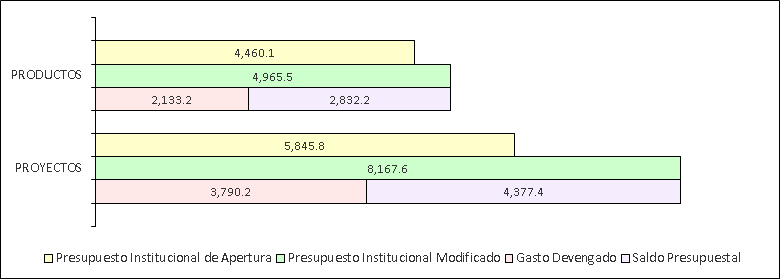 4,460.1
PRODUCTOS
4,965.5
2,133.2 2,832.2
5,845.8
PROYECTOS
8,167.6
3,790.2 4,377.4
Presupuesto Institucional de Apertura Presupuesto Institucional Modificado Gasto Devengado Saldo Presupuestal